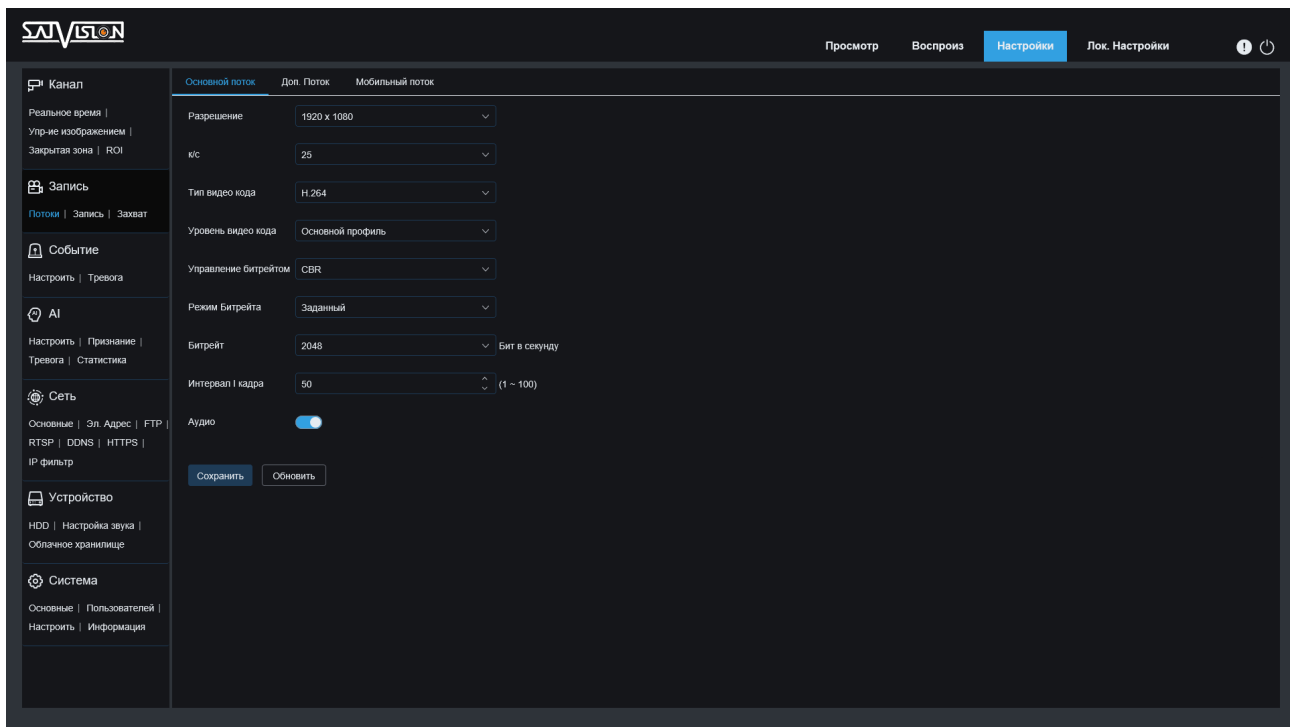 SATVISION
Просмотр Воспроиз Настройки Лок. Настройки
Канал
Реальное время |
Упр-ие изображением |
Закрытая зона | ROI
Запись
Потоки | Запись | Захват
Событие
Настроить | Тревога
AI
Настроить | Признание |
Тревога | Статистика
Сеть
Основные | Эл. Адрес | FTP |
RTSP | DDNS | HTTPS |
IP фильтр
Устройство
HDD | Настройка звука |
Облачное хранилище
Система
Основные | Пользователей |
Настроить | Информация
Основной поток Доп. Поток Мобильный поток
Разрешение 1920 x 1080
к/с 25
Тип видео кода H.264
Уровень видео кода Основной профиль
Управление битрейтом CBR
Режим Битрейта Заданный
Битрейт 2048 Бит в секунду
Интервал I кадра 50 (1 ~ 100)
Аудио
Сохранить Обновить